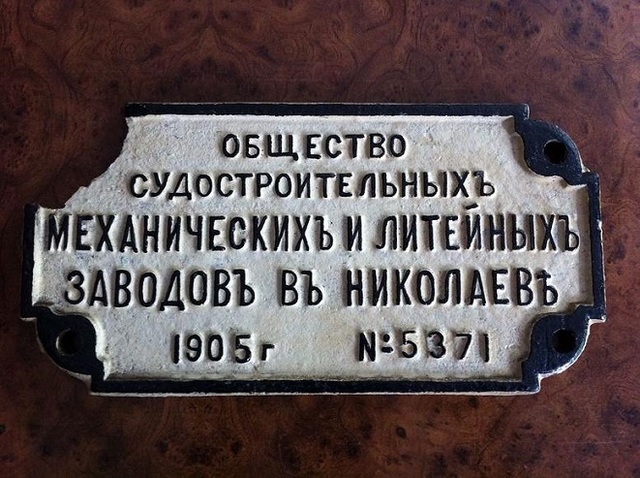 ОБЩЕСТВО
СУДОСТРОИТЕЛЬНЫХЪ
МЕХАНИЧЕСКИХЪ И ЛИТЕЙНЫХЪ
ЗАВОДОВЪ ВЪ НИКОЛАЕВѢ
1905г №5371